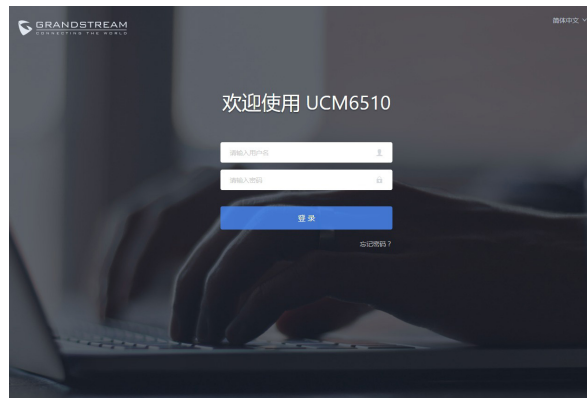 GRANDSTREAM
CONNECTING THE WORLD
简体中文
欢迎使用 UCM6510
请输入用户名
请输入密码
登 录
忘记密码？